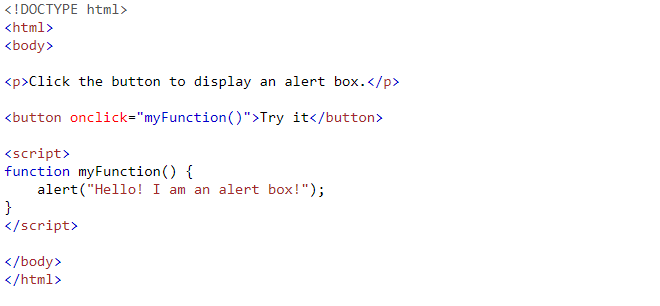 <!DOCTYPE html>
<html>
<body>
<p>Click the button to display an alert box.</p>
<button onclick="myFunction()">Try it</button>
<script>
function myFunction() {
    alert("Hello! I am an alert box!");
}
</script>
</body>
</html>